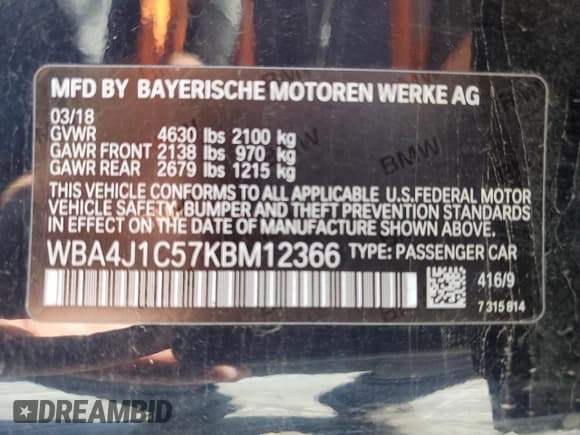 MFD BY BAYERISCHE MOTOREN WERKE AG
03/18
GVWR 4630 lbs 2100 kg
GAWR FRONT 2138 lbs 970 kg
GAWR REAR 2679 lbs 1215 kg
THIS VEHICLE CONFORMS TO ALL APPLICABLE U.S.FEDERAL MOTOR
VEHICLE SAFETY, BUMPER AND THEFT PREVENTION STANDARDS
IN EFFECT ON THE DATE OF MANUFACTURE SHOWN ABOVE.
WBA4J1C57KBM12366 TYPE: PASSENGER CAR
416/9
7 315 814
BMW
DREAMBID